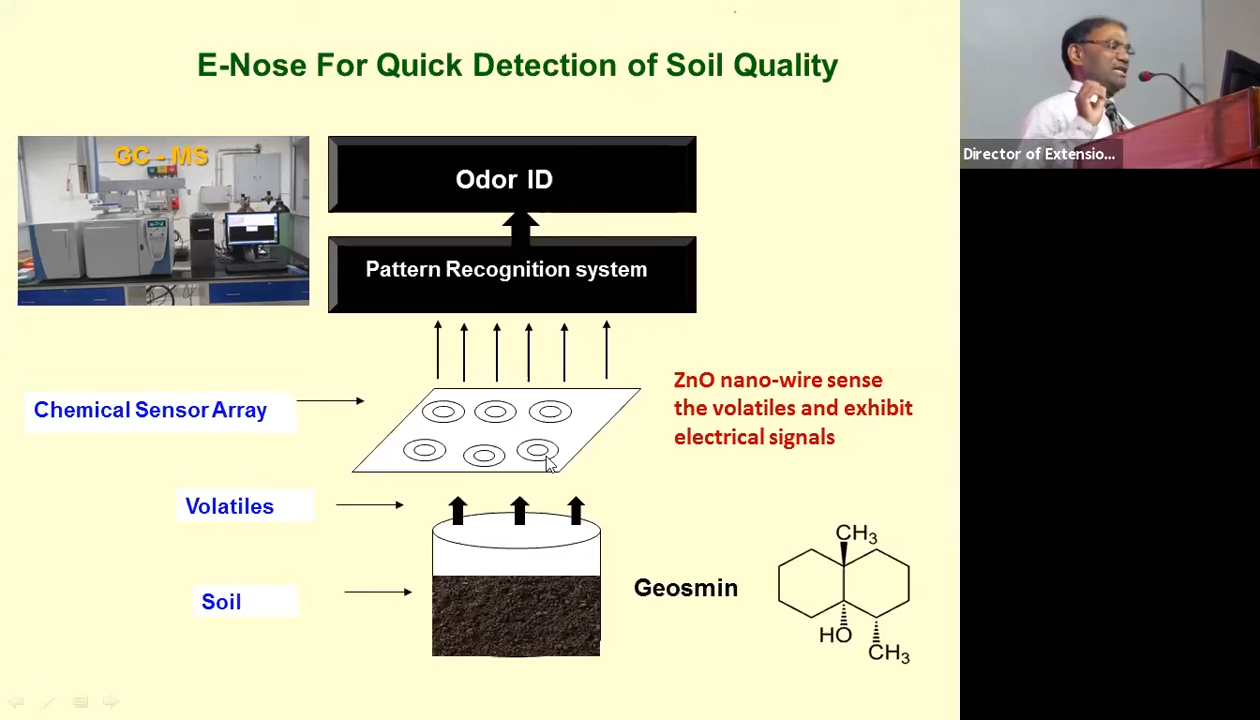 E-Nose For Quick Detection of Soil Quality
GC - MS
Odor ID
Pattern Recognition system
Chemical Sensor Array
ZnO nano-wire sense
the volatiles and exhibit
electrical signals
Volatiles
Soil
Geosmin
CH3
HO
CH3
Director of Extensio...